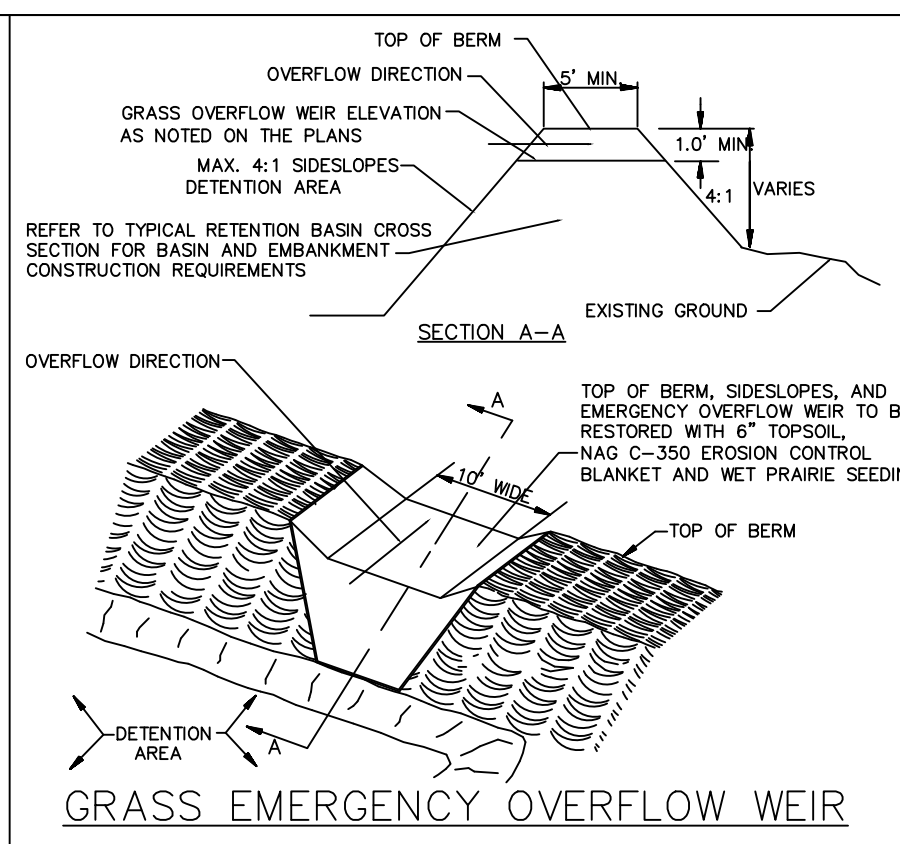 TOP OF BERM
OVERFLOW DIRECTION
5' MIN.
GRASS OVERFLOW WEIR ELEVATION
AS NOTED ON THE PLANS
1.0' MIN.
MAX. 4:1 SIDESLOPES
DETENTION AREA
4:1
VARIES
REFER TO TYPICAL RETENTION BASIN CROSS
SECTION FOR BASIN AND EMBANKMENT
CONSTRUCTION REQUIREMENTS
EXISTING GROUND
SECTION A-A
OVERFLOW DIRECTION
A
TOP OF BERM, SIDESLOPES, AND
EMERGENCY OVERFLOW WEIR TO B
RESTORED WITH 6" TOPSOIL,
NAG C-350 EROSION CONTROL
BLANKET AND WET PRAIRIE SEEDIN
10' WIDE
TOP OF BERM
DETENTION
AREA
A
GRASS EMERGENCY OVERFLOW WEIR